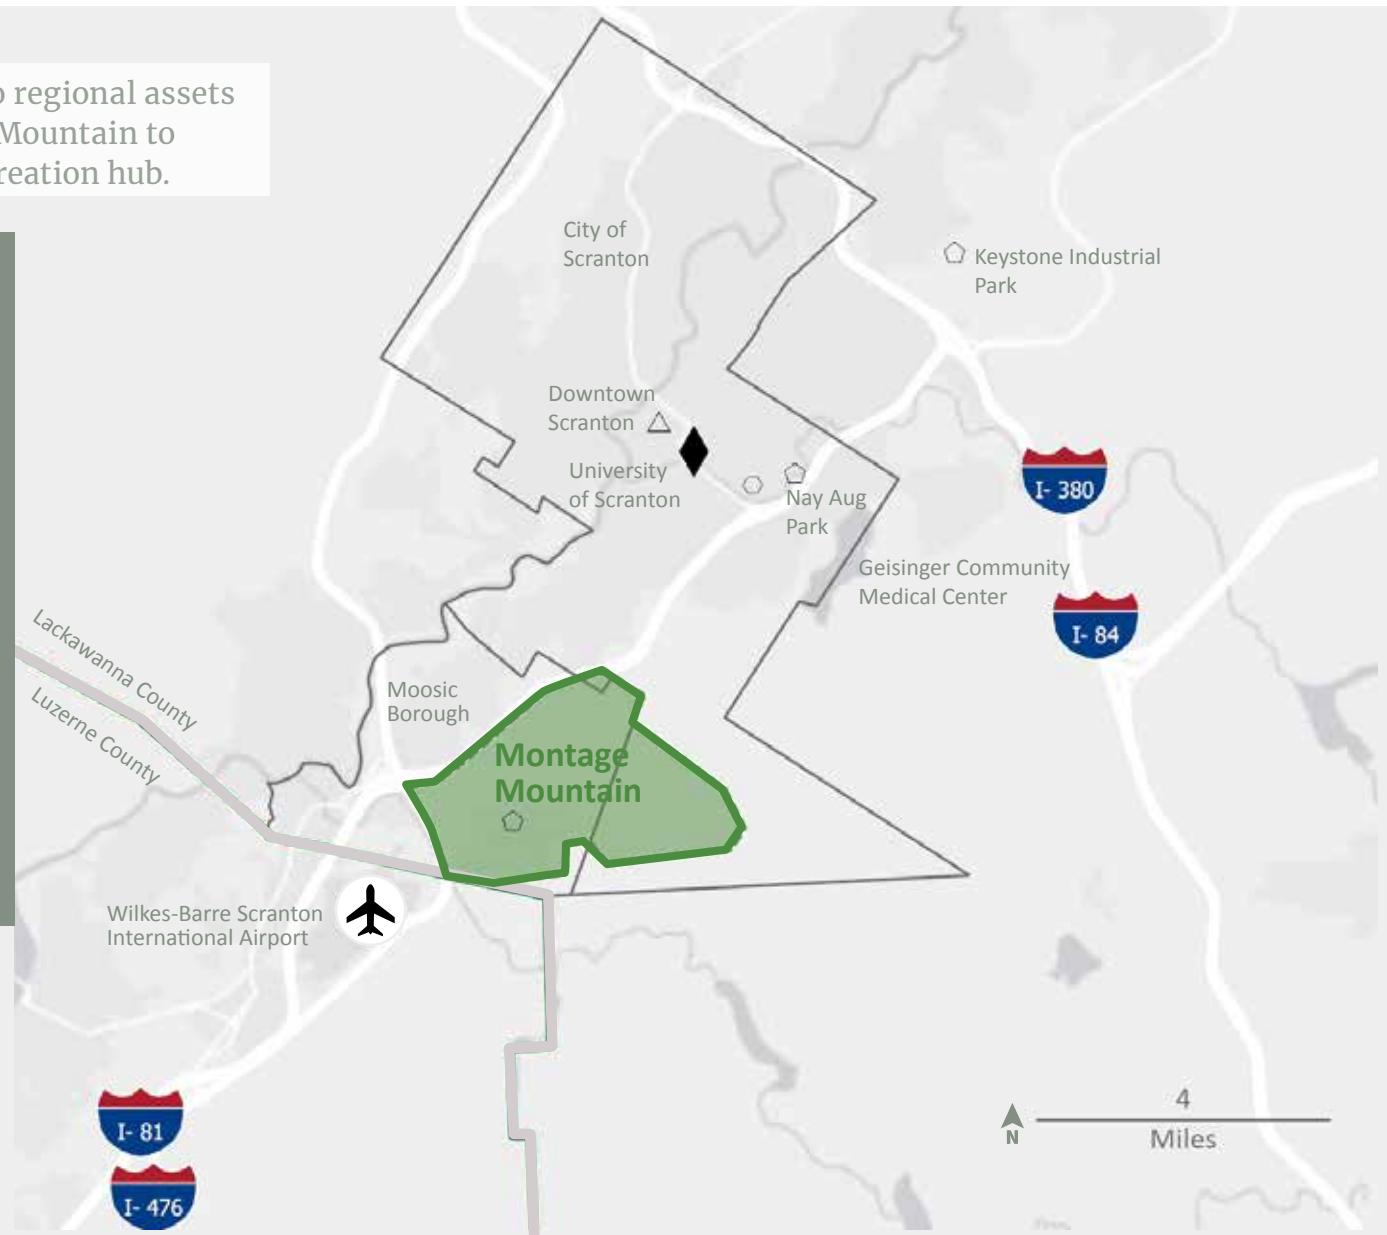 regional assets
Mountain to
reation hub.
City of
Scranton
Keystone Industrial
Park
Downtown
Scranton
University
of Scranton
Nay Aug
Park
I- 380
Geisinger Community
Medical Center
I- 84
Lackawanna County
Luzerne County
Moosic
Borough
Montage
Mountain
Wilkes-Barre Scranton
International Airport
I- 81
I- 476
4
Miles
N